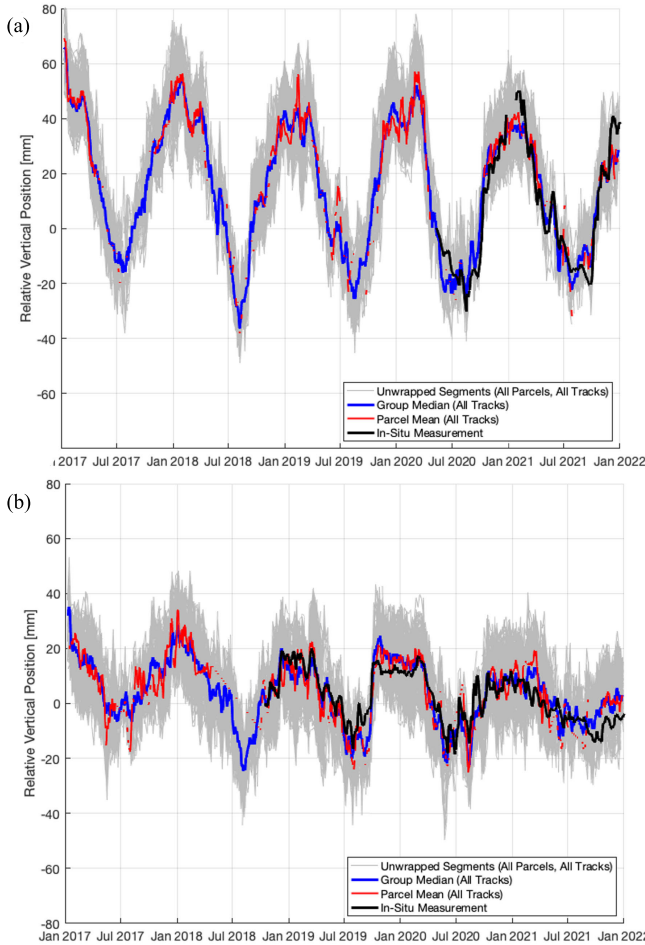 (a)
80
60
40
20
0
-20
-40
-60
Relative Vertical Position [mm]
Unwrapped Segments (All Parcels, All Tracks)
Group Median (All Tracks)
Parcel Mean (All Tracks)
In-Situ Measurement
2017 Jul 2017 Jan 2018 Jul 2018 Jan 2019 Jul 2019 Jan 2020 Jul 2020 Jan 2021 Jul 2021 Jan 2022
(b)
80
60
40
20
0
-20
-40
-60
80
Relative Vertical Position [mm]
Unwrapped Segments (All Parcels, All Tracks)
Group Median (All Tracks)
Parcel Mean (All Tracks)
In-Situ Measurement
Jan 2017 Jul 2017 Jan 2018 Jul 2018 Jan 2019 Jul 2019 Jan 2020 Jul 2020 Jan 2021 Jul 2021 Jan 2022